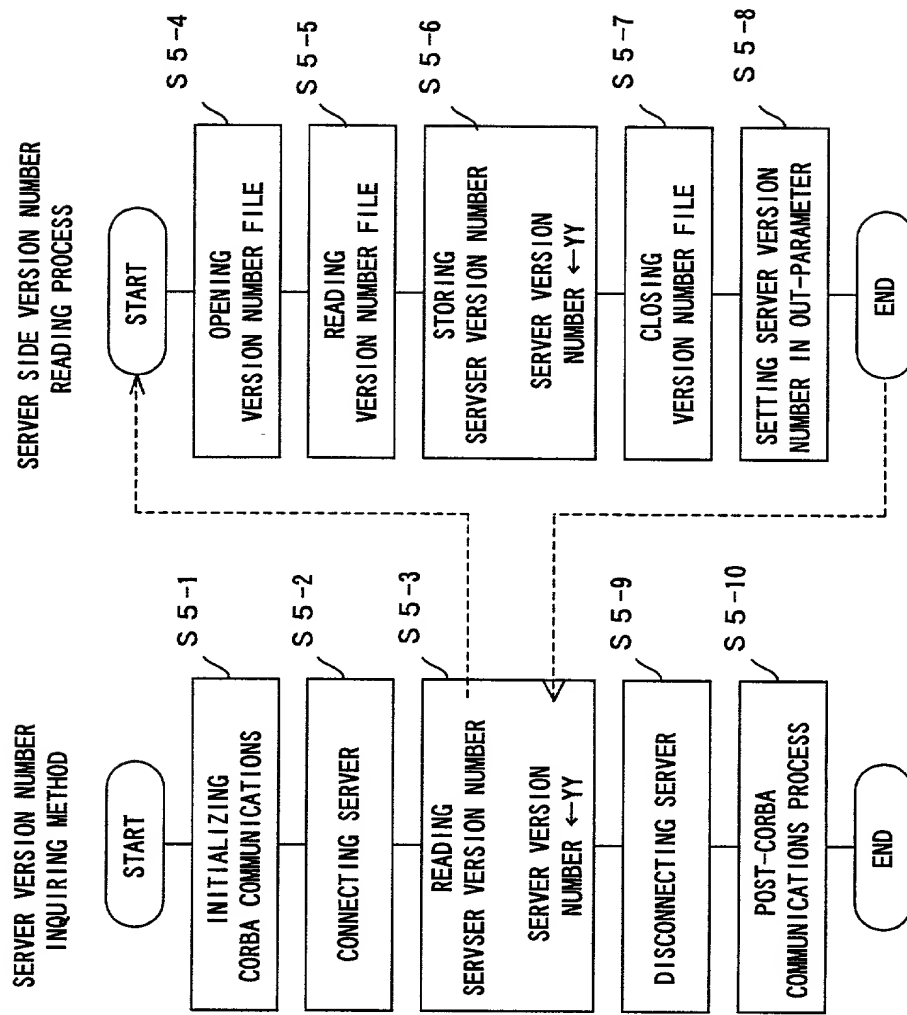 SERVER VERSION NUMBER
INQUIRING METHOD
START
S 5-1
INITIALIZING
CORBA COMMUNICATIONS
S 5-2
CONNECTING SERVER
S 5-3
READING
SERVSER VERSION NUMBER
SERVER VERSION
NUMBER ←YY
S 5-9
DISCONNECTING SERVER
S 5-10
POST-CORBA
COMMUNICATIONS PROCESS
END
SERVER SIDE VERSION NUMBER
READING PROCESS
START
S 5-4
OPENING
VERSION NUMBER FILE
S 5-5
READING
VERSION NUMBER FILE
S 5-6
STORING
SERVSER VERSION NUMBER
SERVER VERSION
NUMBER ←YY
S 5-7
CLOSING
VERSION NUMBER FILE
S 5-8
SETTING SERVER VERSION
NUMBER IN OUT-PARAMETER
END